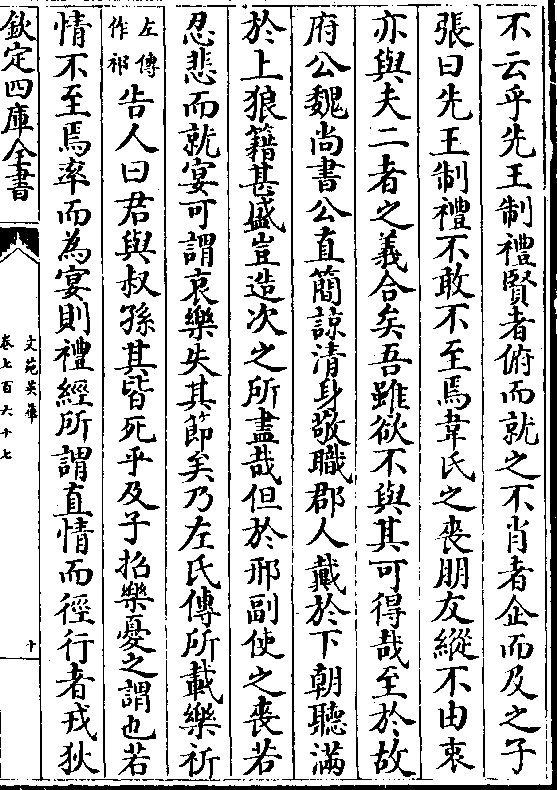 不云乎先王制禮賢者俯而就之不肖者企而及之子
張曰先王制禮不敢不至焉韋氏之喪朋友縱不由衷
亦與夫二者之義合矣吾雖欲不與其可得哉至於故
府公魏尚書公直簡諒清身敬職郡人戴於下朝聽滿
於上狼籍甚盛豈造次之所盡哉但於邢副使之喪若
忍悲而就宴可謂哀樂失其節矣乃左氏傳所載樂祈
左傳
作祁
告人曰君與叔孫其皆死乎及子招樂憂之謂也若
情不至焉率而為宴則禮經所謂直情而徑行者戎狄
欽定四庫全書
文苑英華
卷七百六十七
十